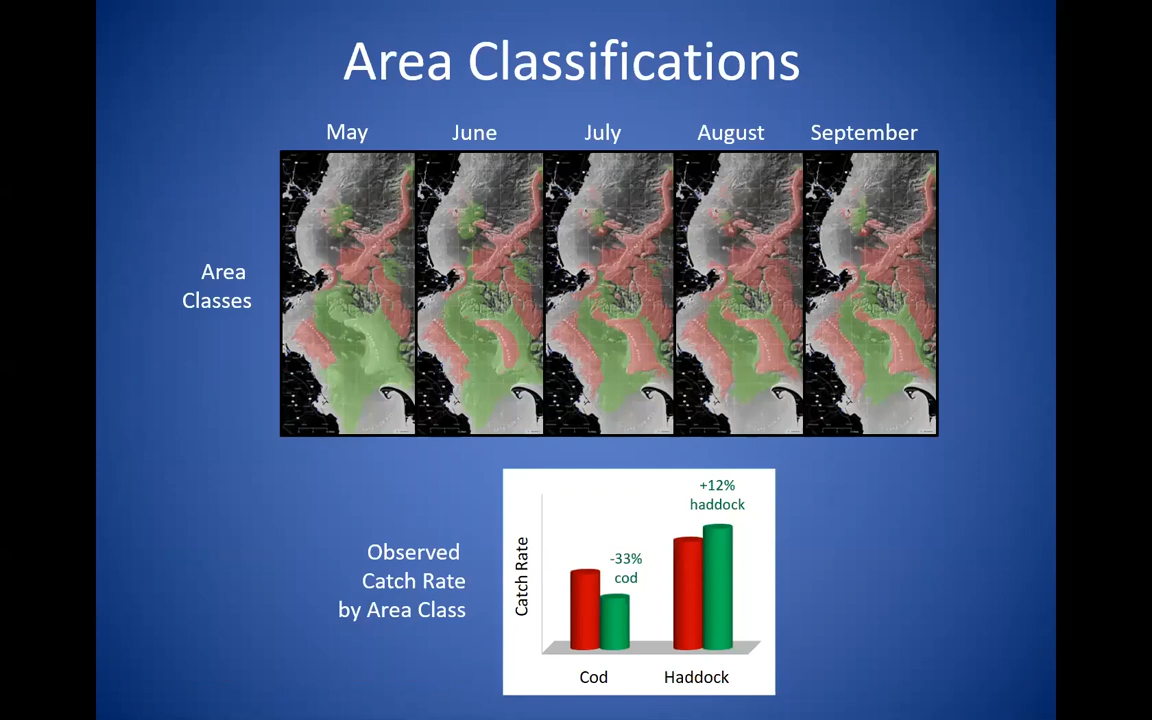 Area Classifications
May June July August September
Area
Classes
Observed
Catch Rate
by Area Class
Catch Rate
-33%
cod
+12%
haddock
Cod Haddock